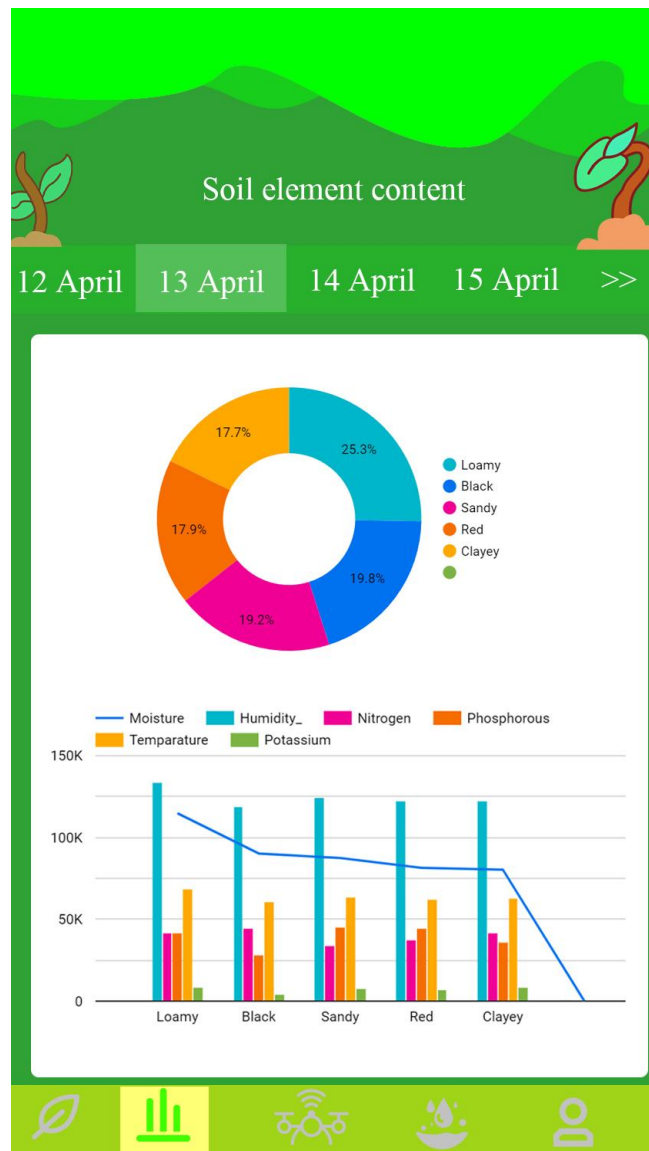 Soil element content
12 April 13 April 14 April 15 April >>
17.7%
25.3%
17.9%
19.8%
19.2%
Loamy
Black
Sandy
Red
Clayey
Moisture Humidity_ Nitrogen Phosphorous
Temparature Potassium
150K
100K
50K
0
Loamy Black Sandy Red Clayey